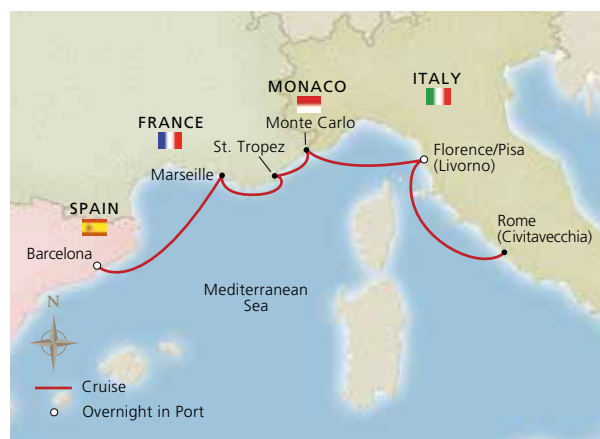 MONACO
ITALY
Monte Carlo
FRANCE
St. Tropez
Florence/Pisa
(Livorno)
Marseille
SPAIN
Rome
(Civitavecchia)
Barcelona
Mediterranean
Sea
N
Cruise
Overnight in Port